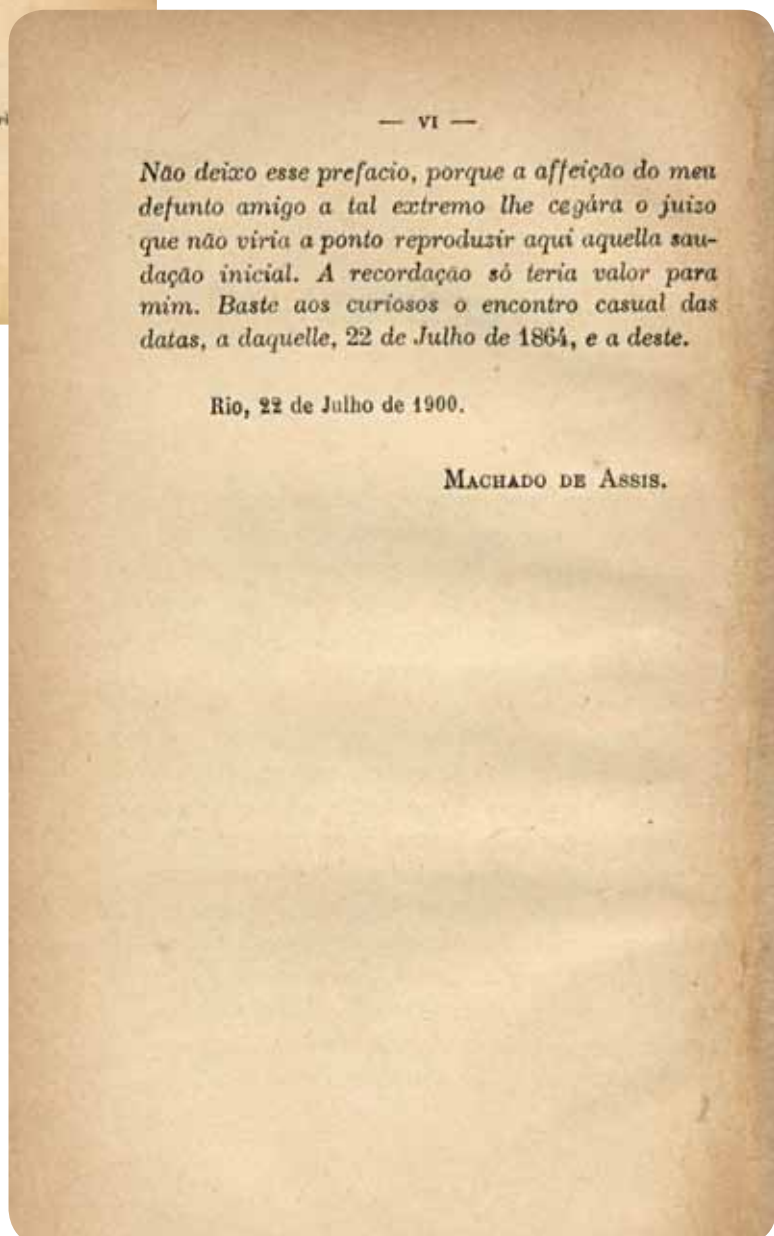 — VI —
Não deixo esse prefacio, porque a affeição do meu
defunto amigo a tal extremo lhe cegára o juizo
que não viria a ponto reproduzir aqui aquella sau-
dação inicial. A recordação só teria valor para
mim. Baste aos curiosos o encontro casual das
datas, a daquelle, 22 de Julho de 1864, e a deste.
Rio, 22 de Julho de 1900.
MACHADO DE ASSIS.